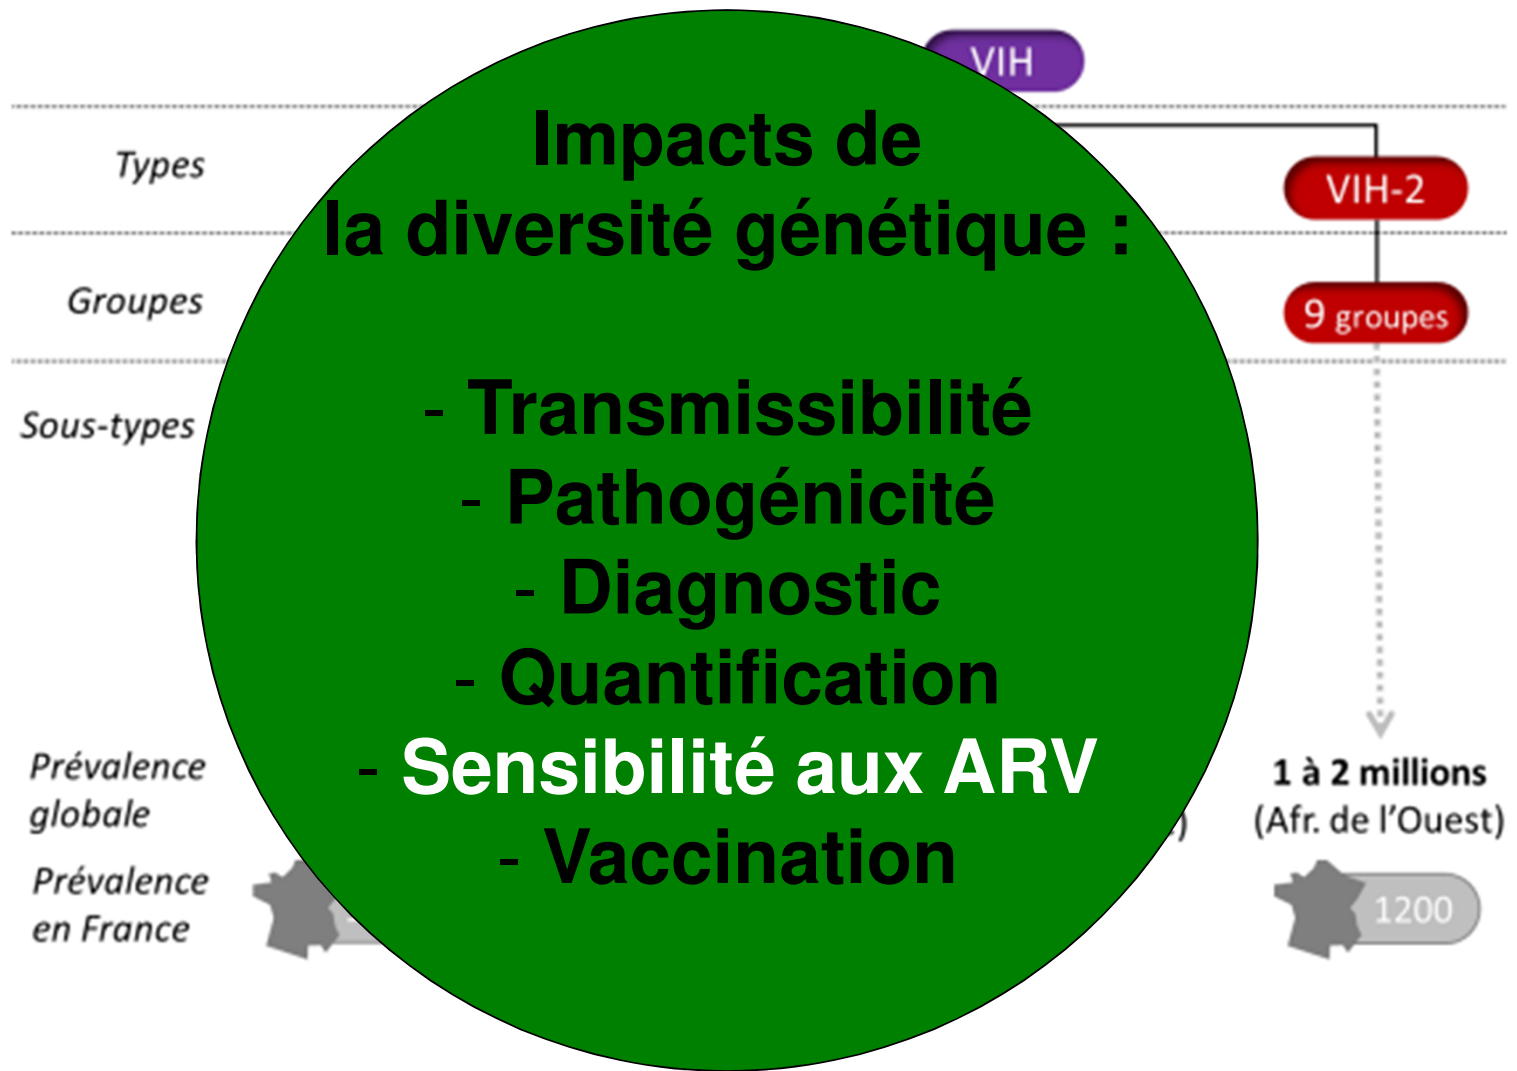 VIH
Impacts de
la diversité génétique :
Types
VIH-2
Groupes
9 groupes
- Transmissibilité
Sous-types
- Pathogénicité
- Diagnostic
- Quantification
- Sensibilité aux ARV
Prévalence
globale
1 à 2 millions
(Afr. de l'Ouest)
- Vaccination
Prévalence
en France
1200